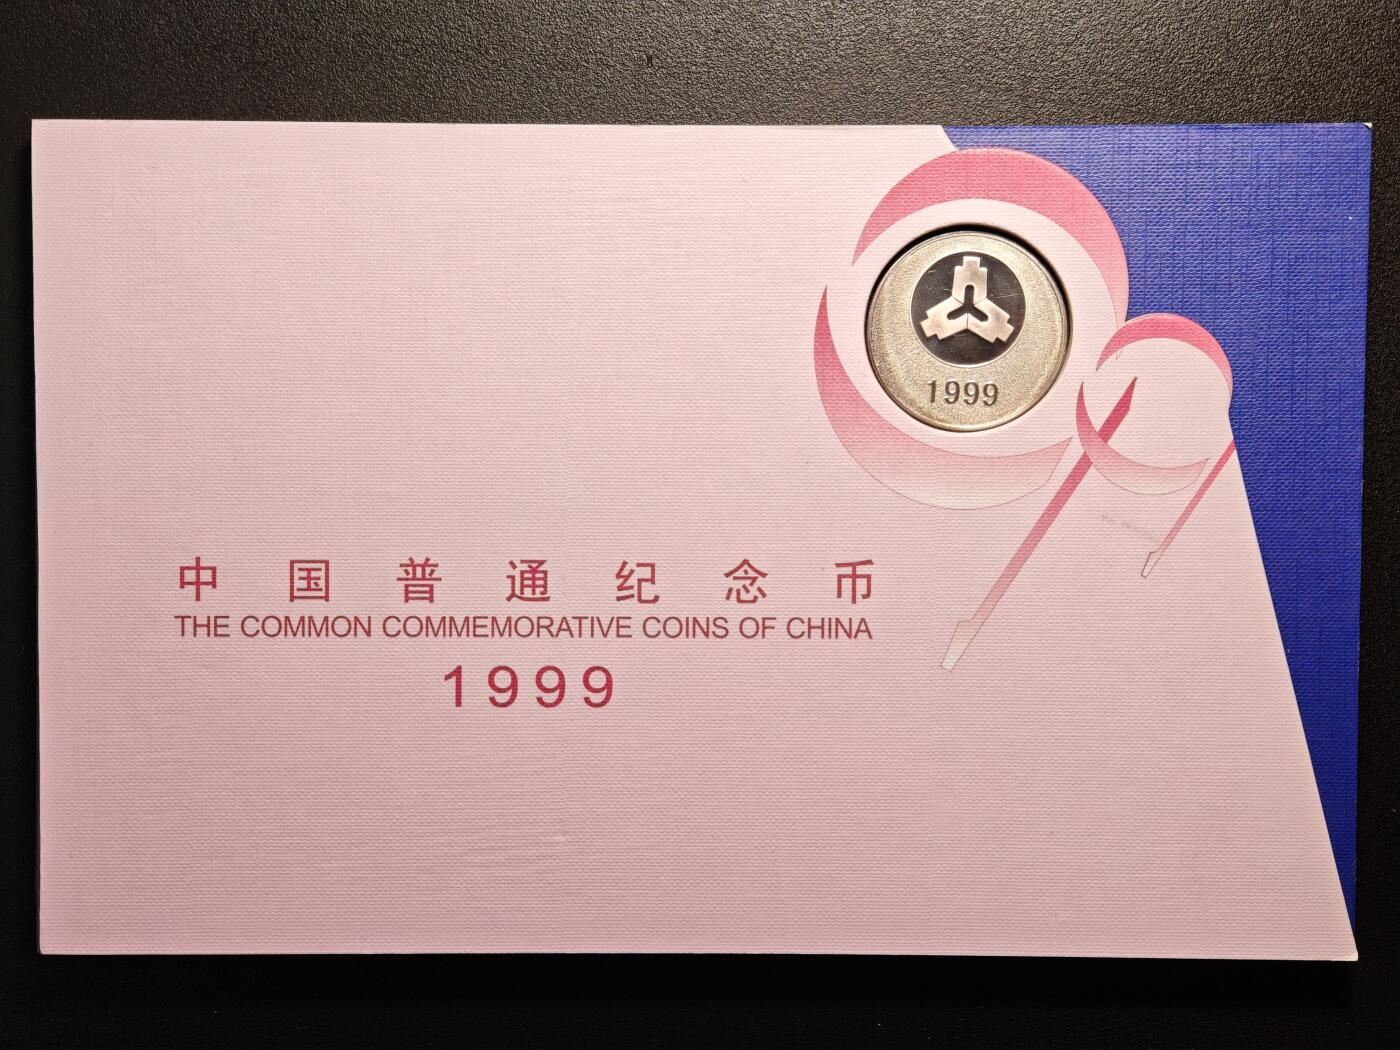 1999
中国普通纪念币
THE COMMON COMMEMORATIVE COINS OF CHINA
1999